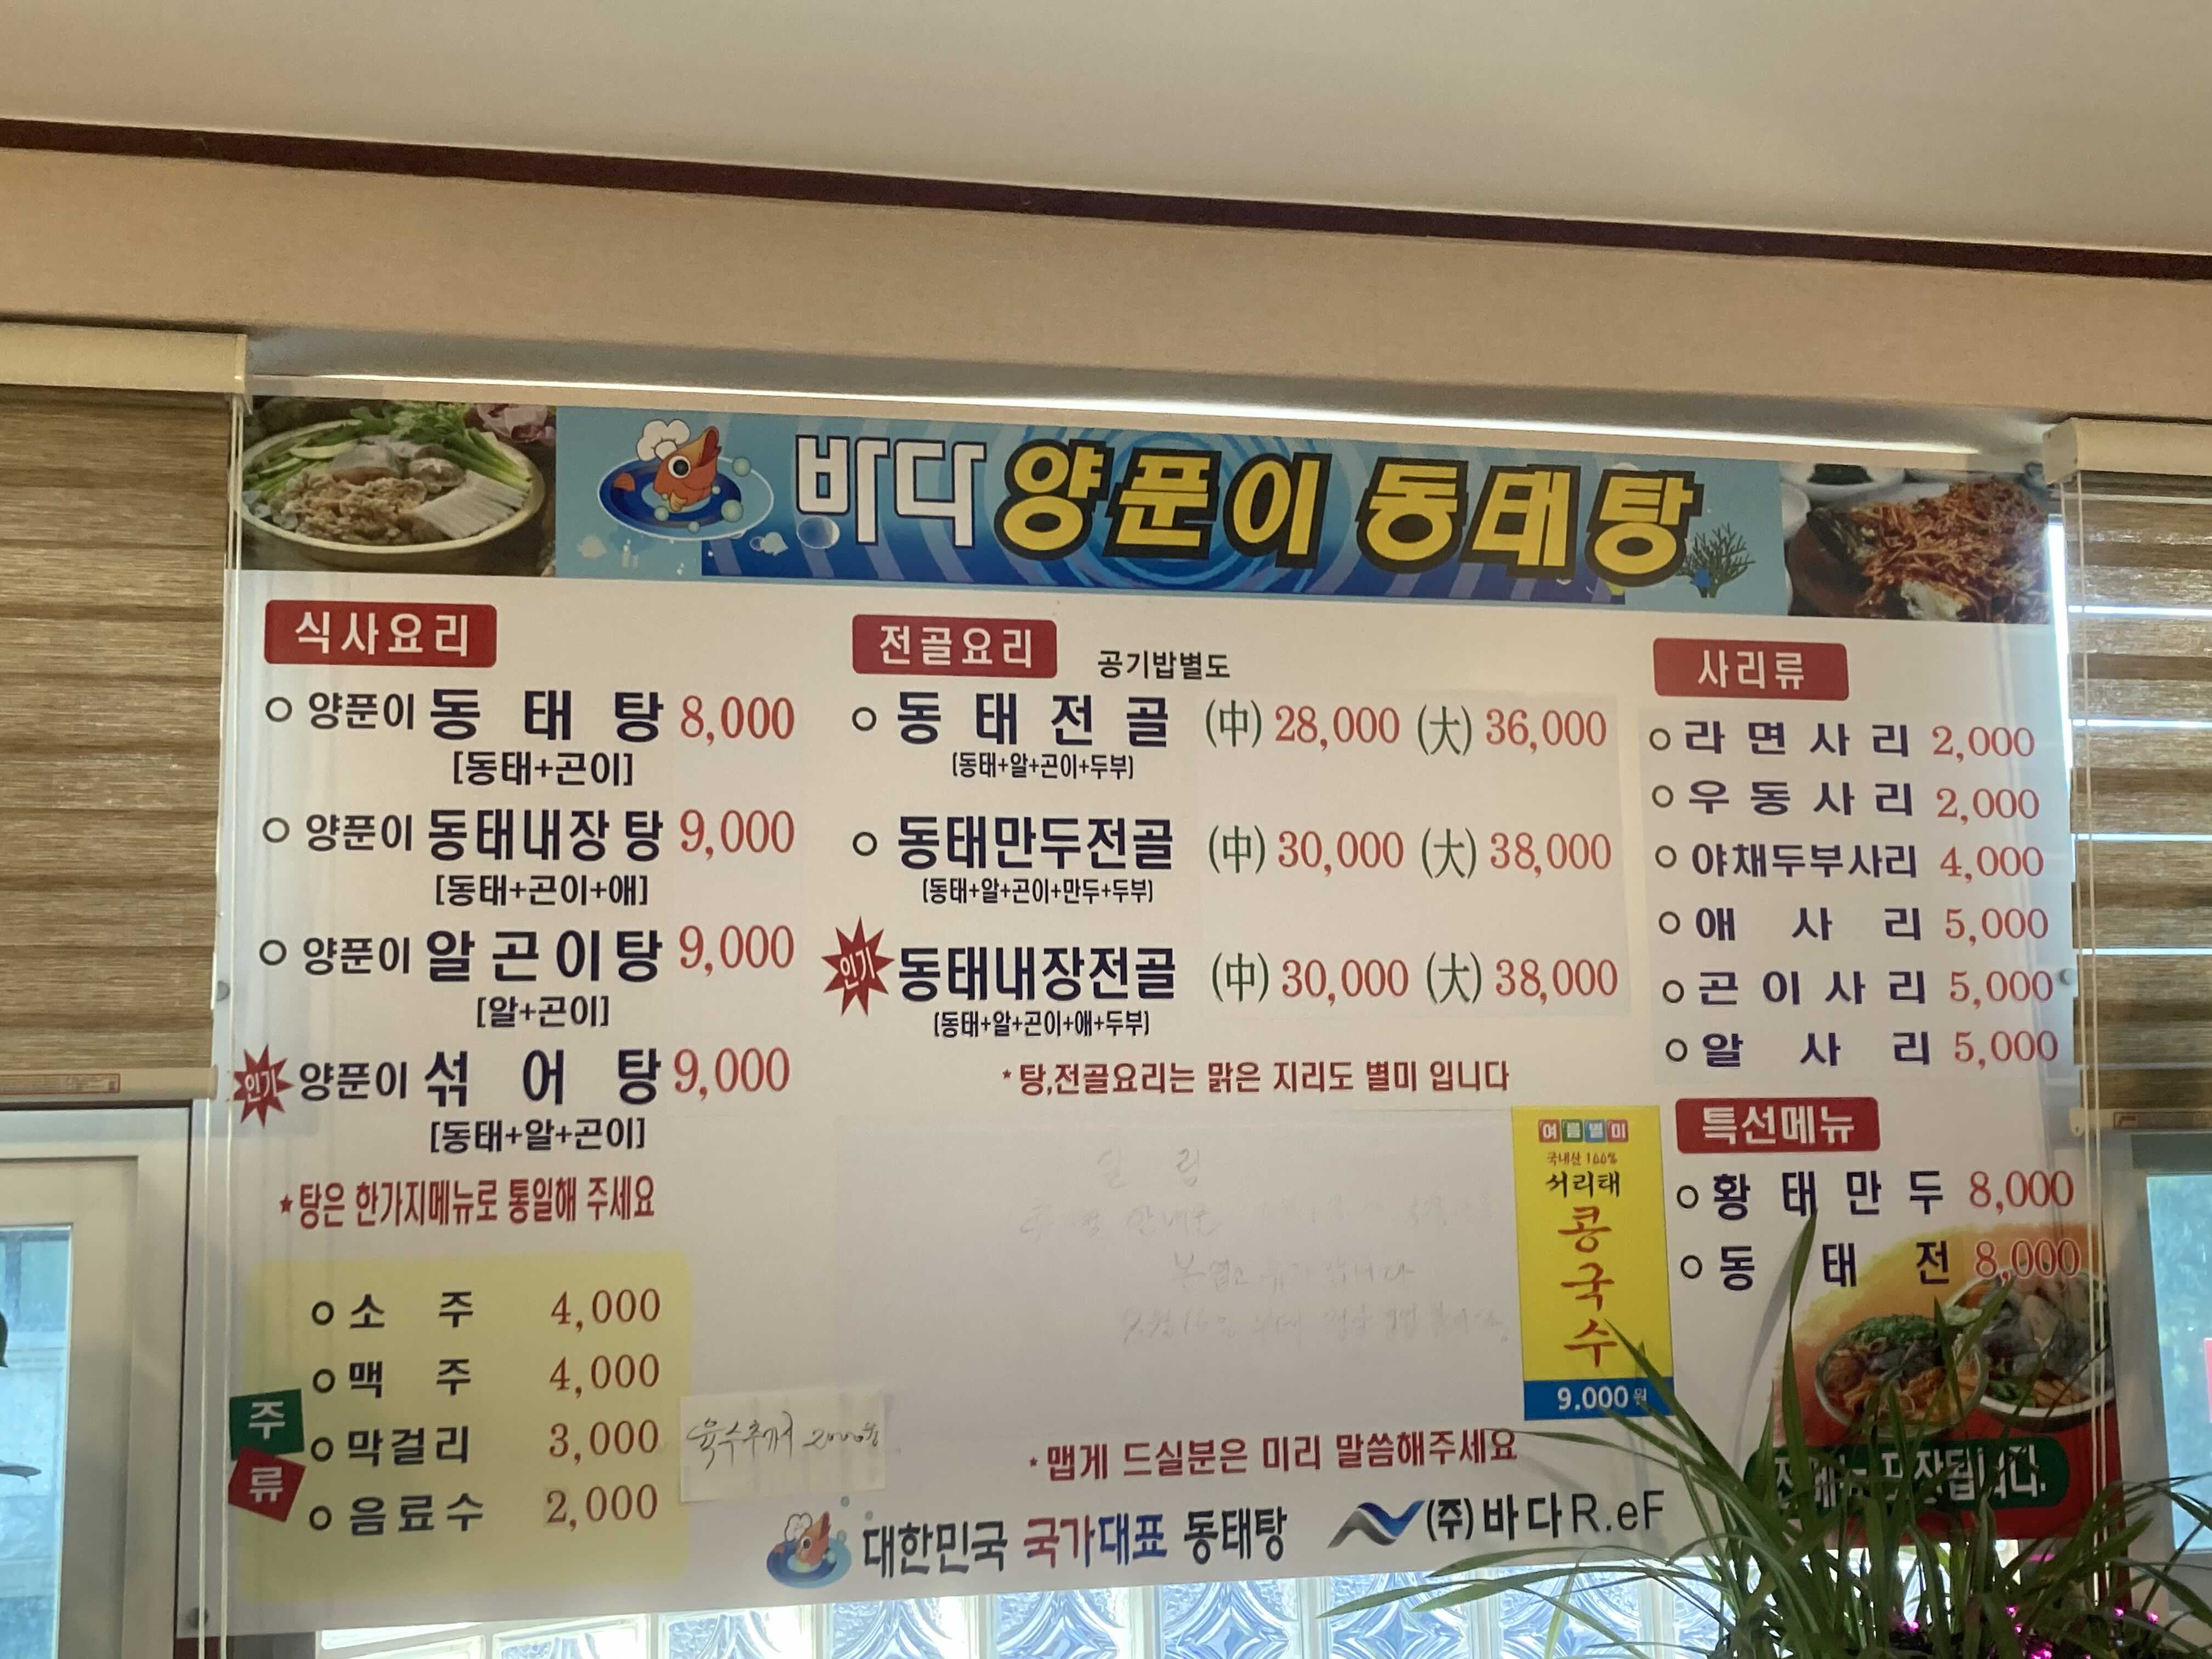 바다 양푼이 동태탕
식사요리
양푼이 동태탕 8,000
[동태+곤이]
양푼이 동태내장탕 9,000
[동태+곤이+애]
양푼이 알곤이탕 9,000
[알+곤이]
인기 양푼이 섞어탕 9,000
[동태+알+곤이]
*탕은 한가지메뉴로 통일해 주세요
주류
소주 4,000
맥주 4,000
막걸리 3,000
음료수 2,000
육수추가 2000원
전골요리 공기밥별도
동태전골 (中) 28,000 (大) 36,000
(동태+알+곤이+두부)
동태만두전골 (中) 30,000 (大) 38,000
(동태+알+곤이+만두+두부)
인기 동태내장전골 (中) 30,000 (大) 38,000
(동태+알+곤이+애+두부)
*탕,전골요리는 맑은 지리도 별미 입니다
알 림
여름별미
국내산 100%
서리태
콩국수
9.000원
*맵게 드실분은 미리 말씀해주세요
대한민국 국가대표 동태탕
(주)바다R.eF
사리류
라면사리 2,000
우동사리 2,000
야채두부사리 4,000
애사리 5,000
곤이사리 5,000
알사리 5,000
특선메뉴
황태만두 8,000
동태전 8,000